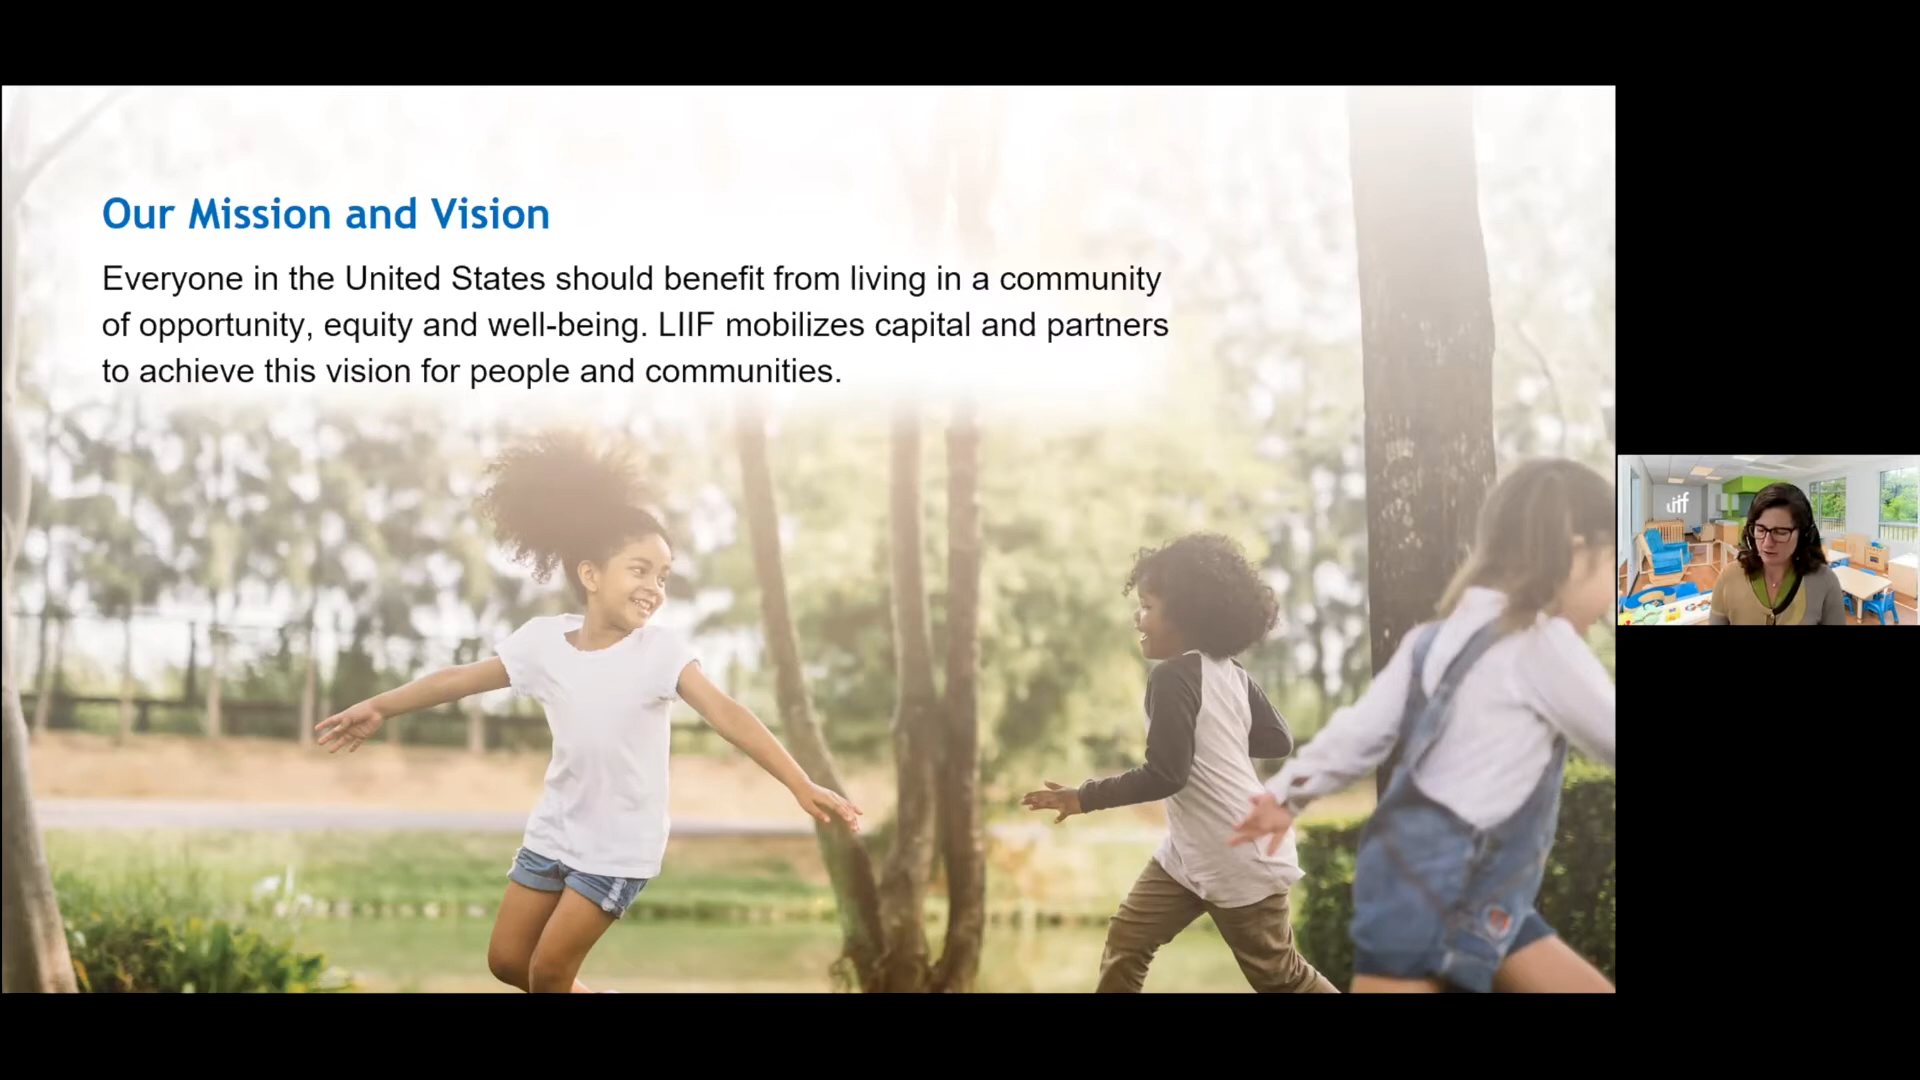 Our Mission and Vision
Everyone in the United States should benefit from living in a community
of opportunity, equity and well-being. LIIF mobilizes capital and partners
to achieve this vision for people and communities.
liif